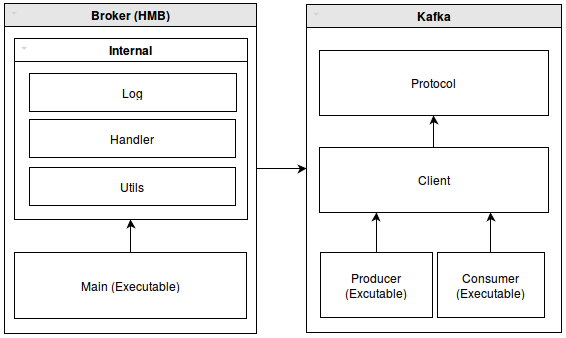 Broker (HMB)
Internal
Log
Handler
Utils
Main (Executable)
Kafka
Protocol
Client
Producer
(Excutable)
Consumer
(Executable)